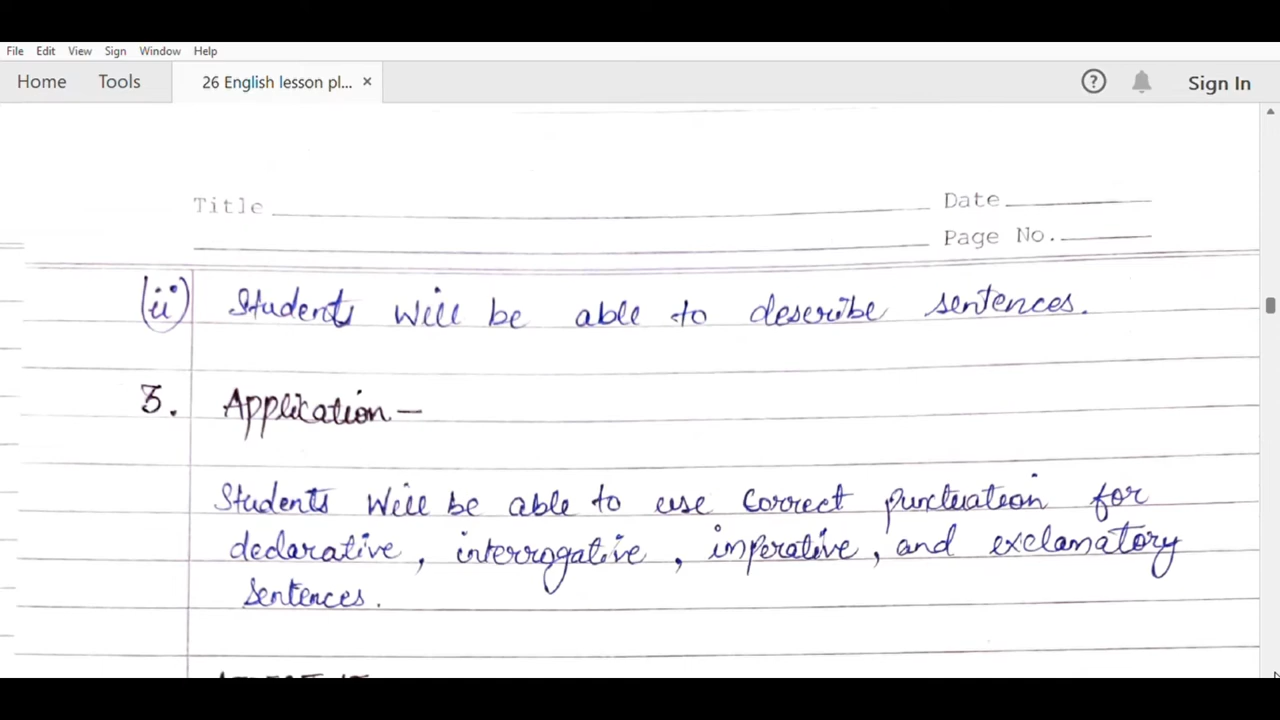 File Edit View Sign Window Help
Home Tools 26 English lesson pl... × ? Sign In
Title
Date
Page No.
(ii) Students will be able to describe sentences.
3. Application —
Students will be able to use correct punctuation for
declarative, interrogative, imperative, and exclamatory
sentences.